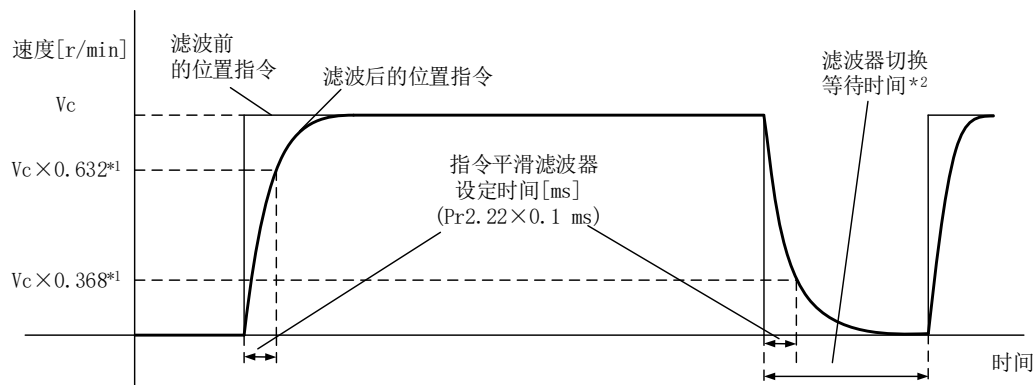 速度[r/min]
滤波前
的位置指令
滤波后的位置指令
滤波器切换
等待时间*2
Vc
Vc×0.632*1
指令平滑滤波器
设定时间[ms]
(Pr2.22×0.1 ms)
Vc×0.368*1
时间